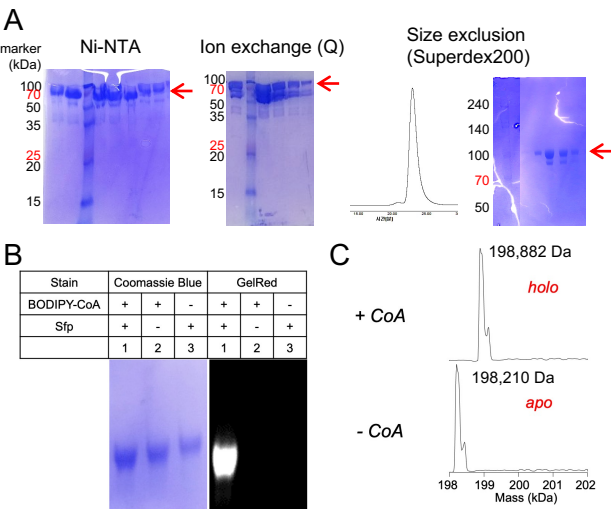 A
marker
(kDa)
Ni-NTA
100
70
50
35
25
20
15
Ion exchange (Q)
100
70
50
35
25
20
15
Size exclusion
(Superdex200)
240
140
100
70
50
B
Stain Coomassie Blue GelRed
BODIPY-CoA + + - + + -
Sfp + - + + - +
1 2 3 1 2 3
C
198,882 Da
holo
+ CoA
198,210 Da
apo
- CoA
198 199 200 201 202
Mass (kDa)